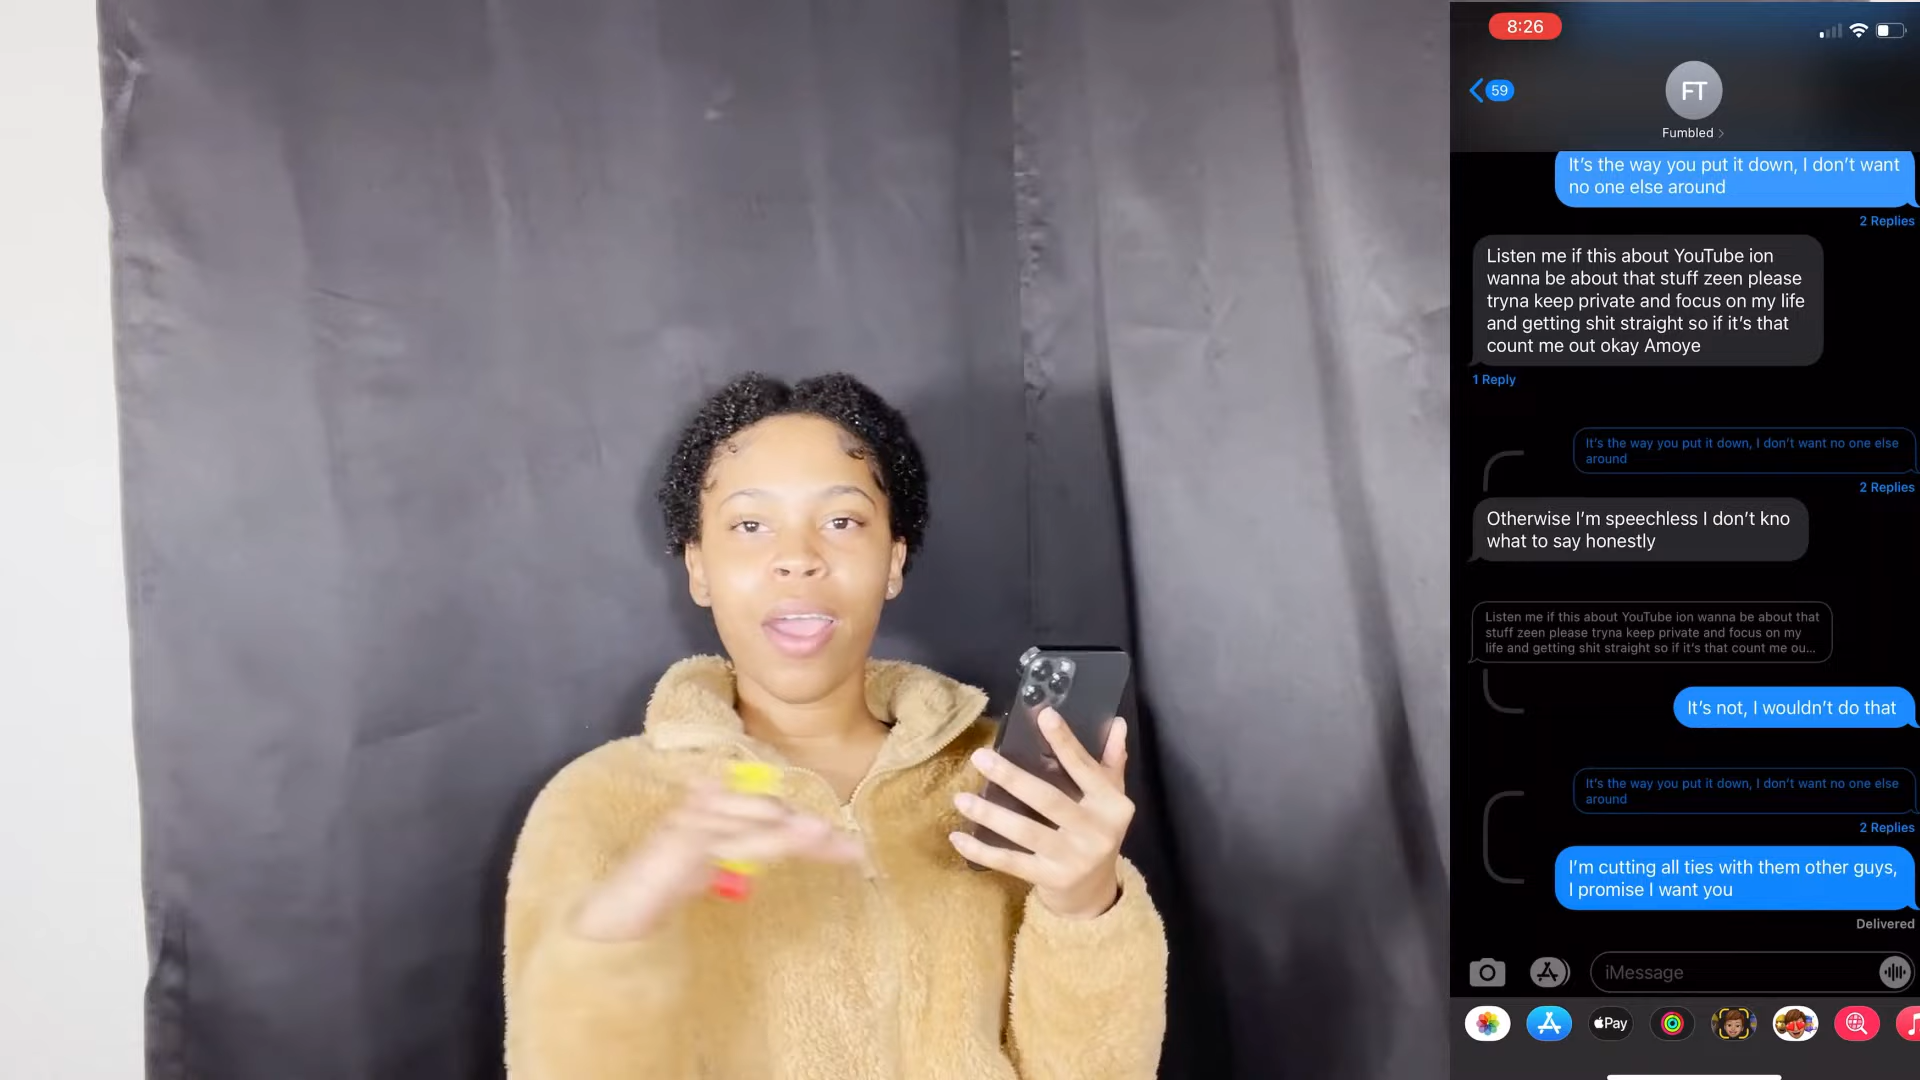 8:26
59
FT
Fumbled
It's the way you put it down, I don't want
no one else around
2 Replies
Listen me if this about YouTube ion
wanna be about that stuff zeen please
tryna keep private and focus on my life
and getting shit straight so if it's that
count me out okay Amoye
1 Reply
It's the way you put it down, I don't want no one else
around
2 Replies
Otherwise I'm speechless I don't kno
what to say honestly
Listen me if this about YouTube ion wanna be about that
stuff zeen please tryna keep private and focus on my
life and getting shit straight so if it's that count me ou...
It's not, I wouldn't do that
It's the way you put it down, I don't want no one else
around
2 Replies
I'm cutting all ties with them other guys,
I promise I want you
Delivered
iMessage
Pay